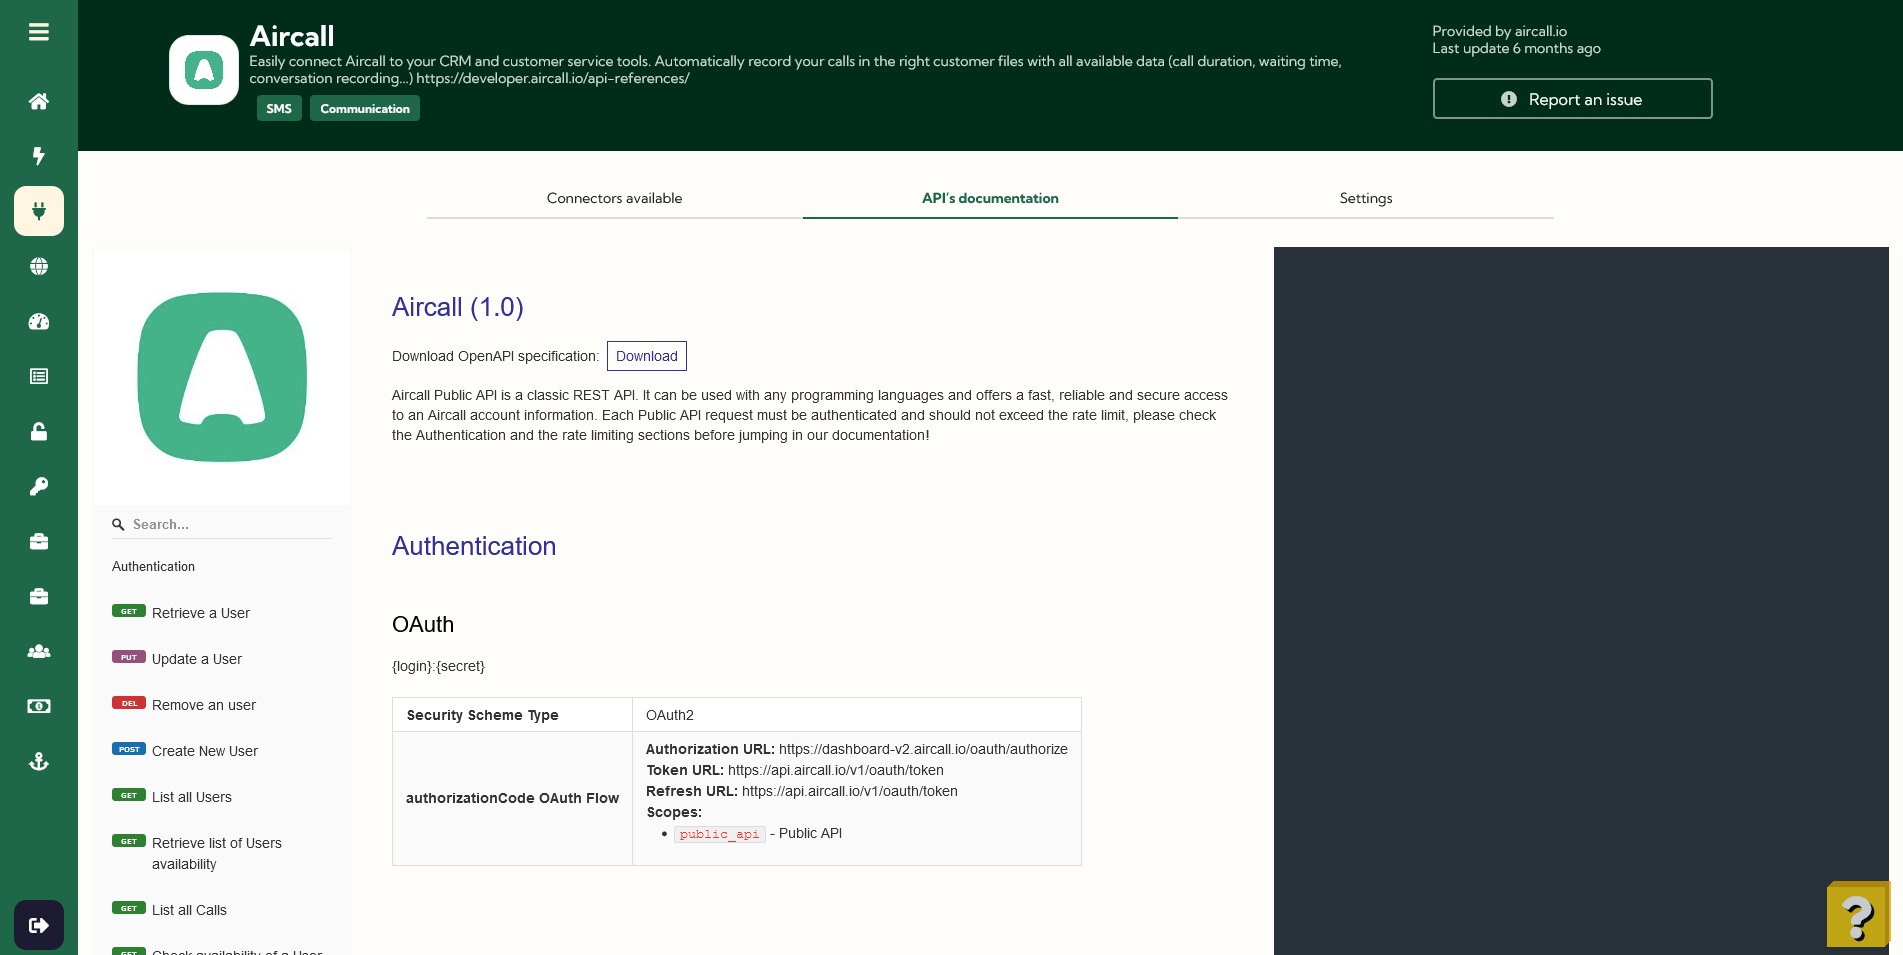 Aircall
Easily connect Aircall to your CRM and customer service tools. Automatically record your calls in the right customer files with all available data (call duration, waiting time,
conversation recording...) https://developer.aircall.io/api-references/
SMS
Communication
Provided by aircall.io
Last update 6 months ago
Report an issue
Connectors available
API's documentation
Settings
Search...
Authentication
GET Retrieve a User
PUT Update a User
DEL Remove an user
POST Create New User
GET List all Users
GET Retrieve list of Users
availability
GET List all Calls
GET Check availability of a User
Aircall (1.0)
Download OpenAPI specification: Download
Aircall Public API is a classic REST API. It can be used with any programming languages and offers a fast, reliable and secure access
to an Aircall account information. Each Public API request must be authenticated and should not exceed the rate limit, please check
the Authentication and the rate limiting sections before jumping in our documentation!
Authentication
OAuth
{login}:{secret}
Security Scheme Type OAuth2
authorizationCode OAuth Flow
Authorization URL: https://dashboard-v2.aircall.io/oauth/authorize
Token URL: https://api.aircall.io/v1/oauth/token
Refresh URL: https://api.aircall.io/v1/oauth/token
Scopes:
• public_api - Public API
?